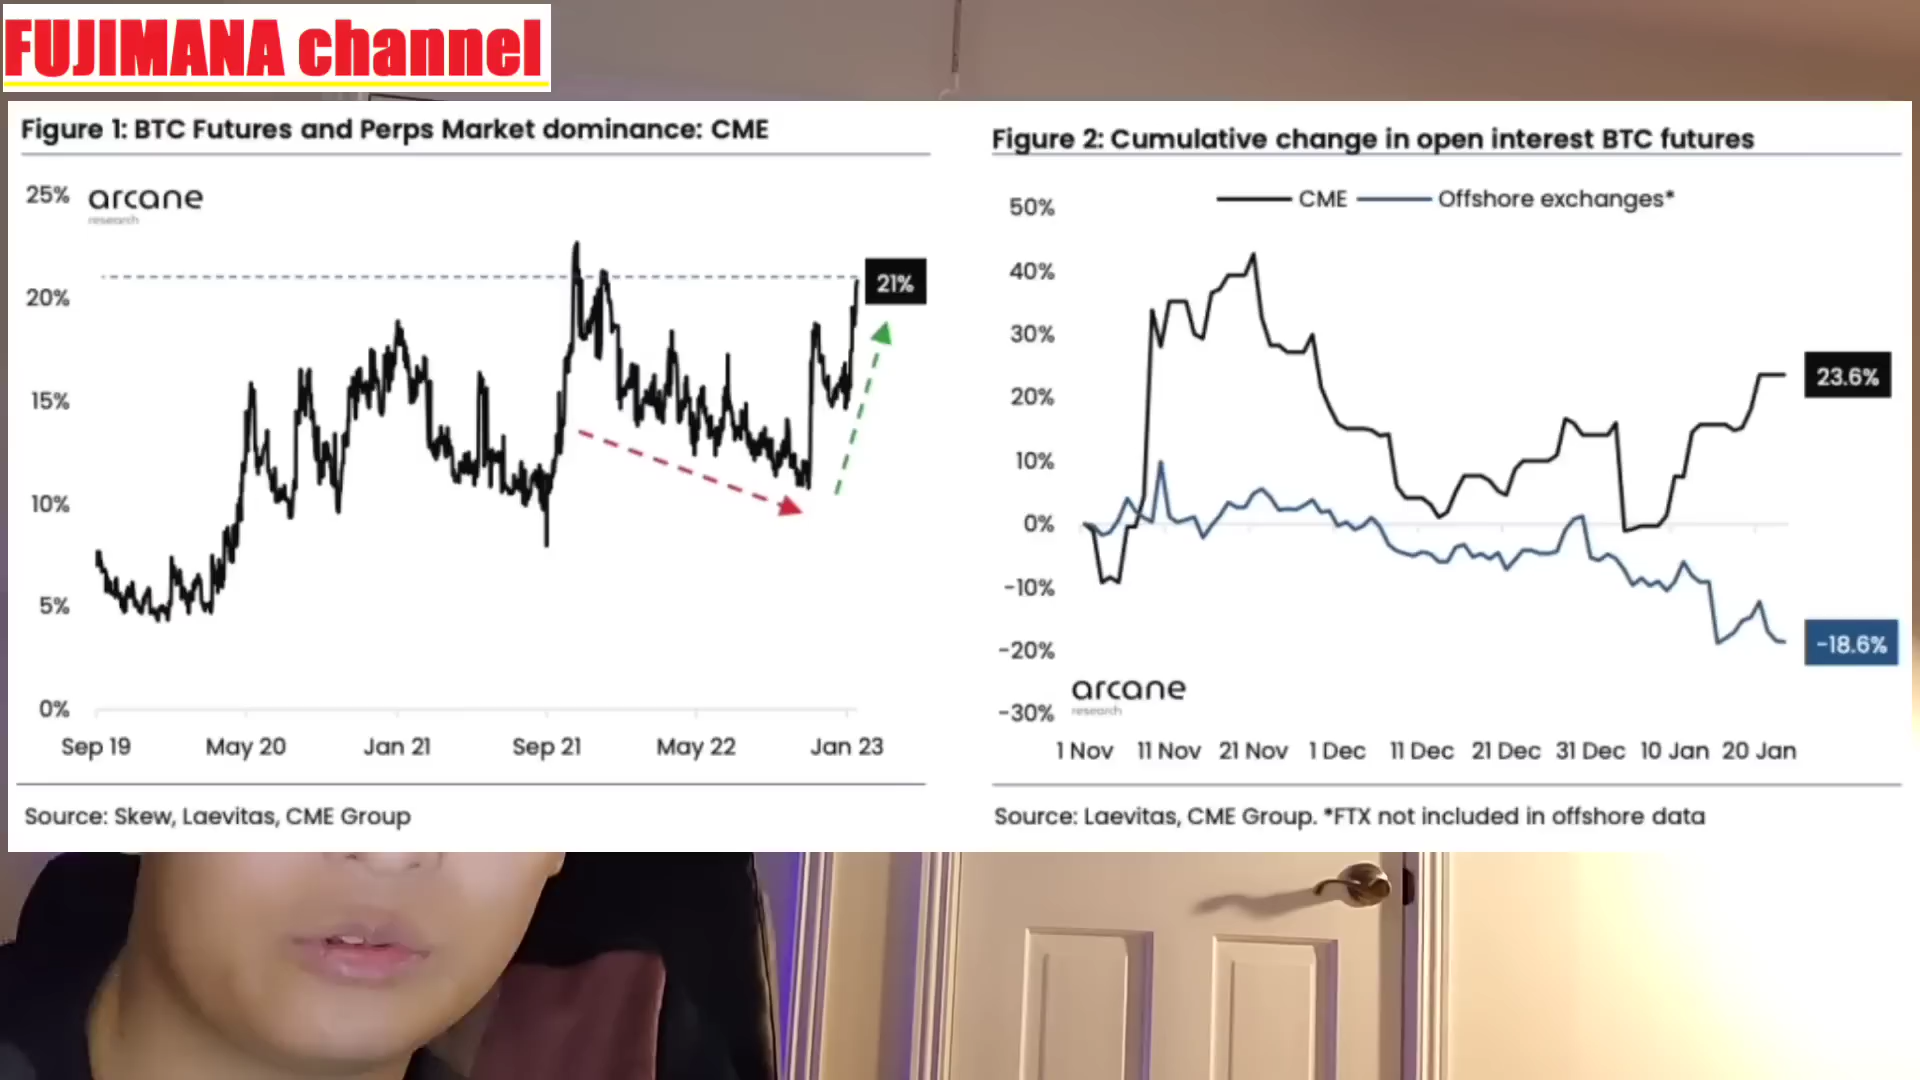 FUJIMANA channel
Figure 1: BTC Futures and Perps Market dominance: CME
25%
arcane
research
20%
21%
15%
10%
5%
0%
Sep 19 May 20 Jan 21 Sep 21 May 22 Jan 23
Source: Skew, Laevitas, CME Group
Figure 2: Cumulative change in open interest BTC futures
CME Offshore exchanges*
50%
40%
30%
23.6%
20%
10%
0%
-10%
-18.6%
-20%
arcane
research
-30%
1 Nov 11 Nov 21 Nov 1 Dec 11 Dec 21 Dec 31 Dec 10 Jan 20 Jan
Source: Laevitas, CME Group. *FTX not included in offshore data